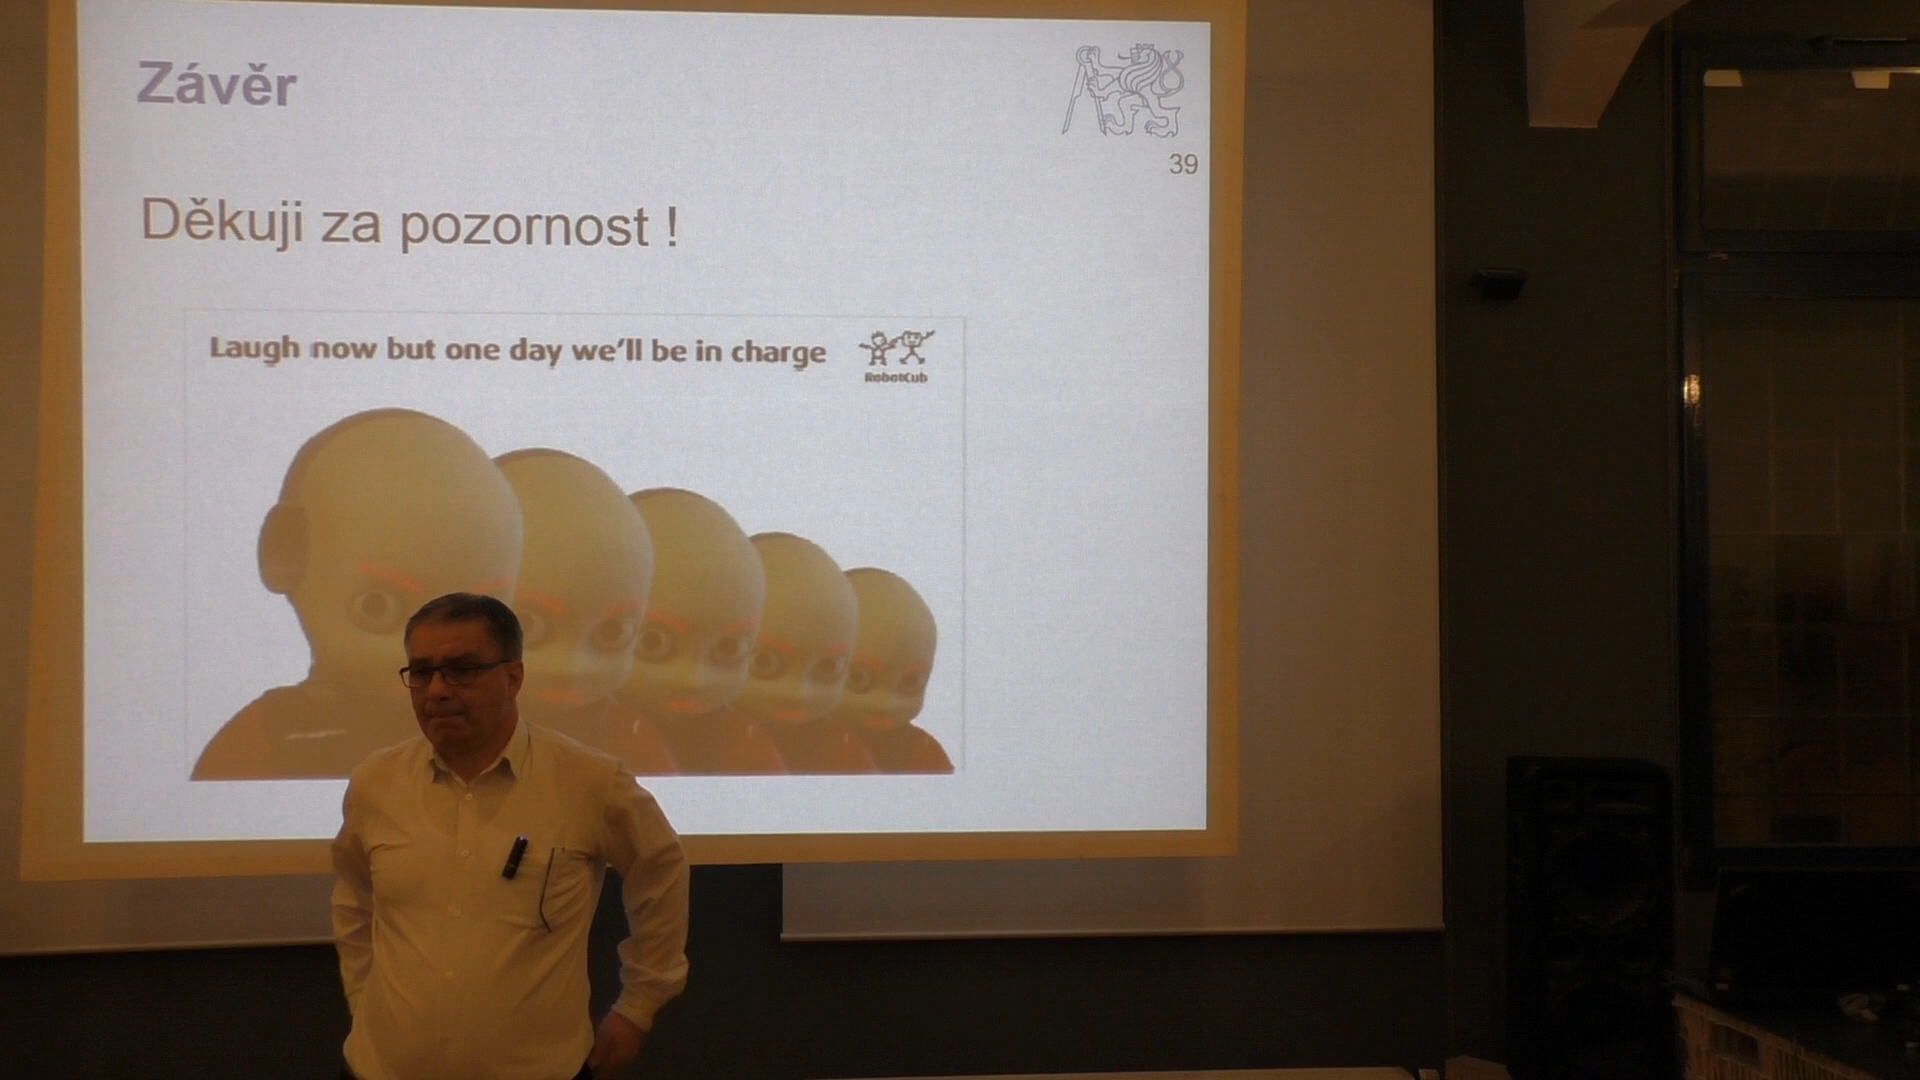 Závěr
39
Děkuji za pozornost !
Laugh now but one day we'll be in charge
RobotCub